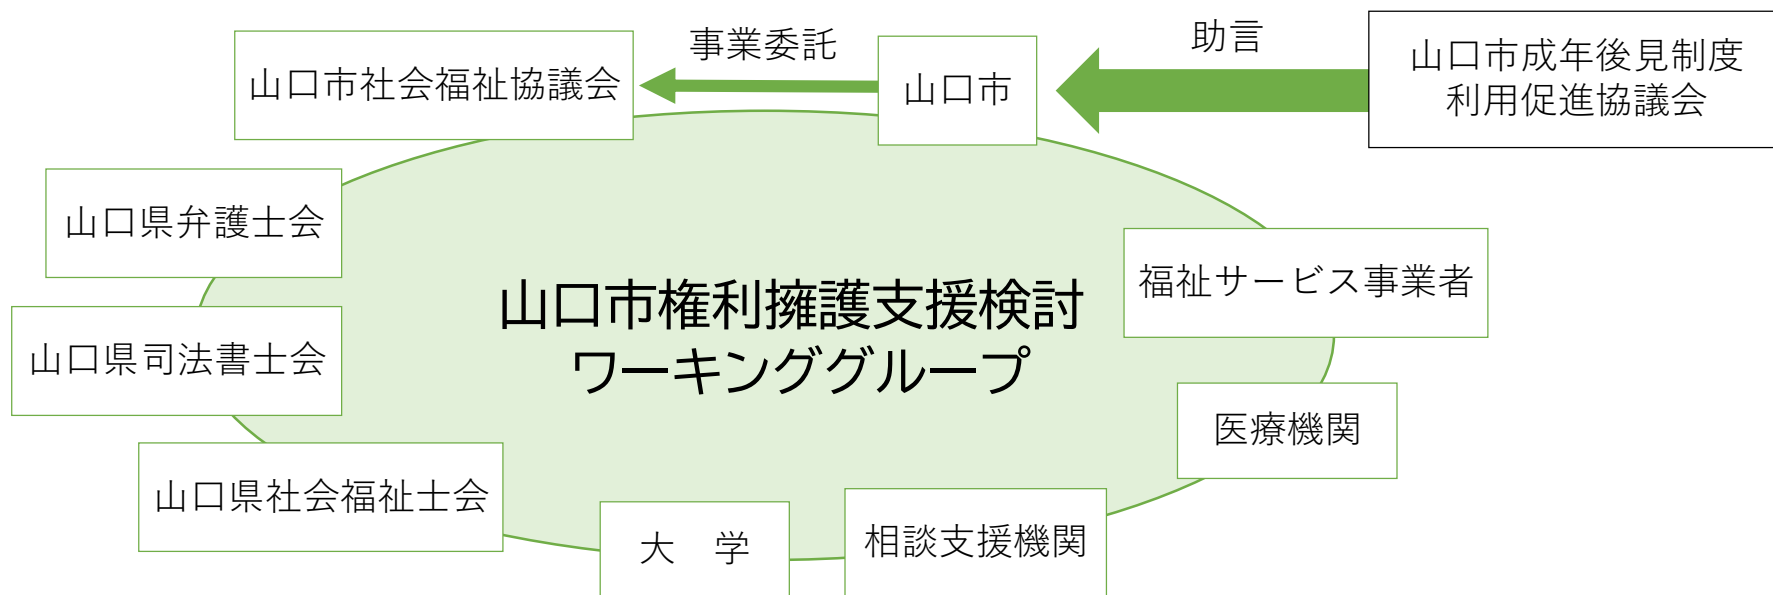 事業委託
助言
山口市社会福祉協議会
山口市
山口市成年後見制度
利用促進協議会
山口県弁護士会
福祉サービス事業者
山口市権利擁護支援検討
ワーキンググループ
山口県司法書士会
医療機関
山口県社会福祉士会
大　学
相談支援機関